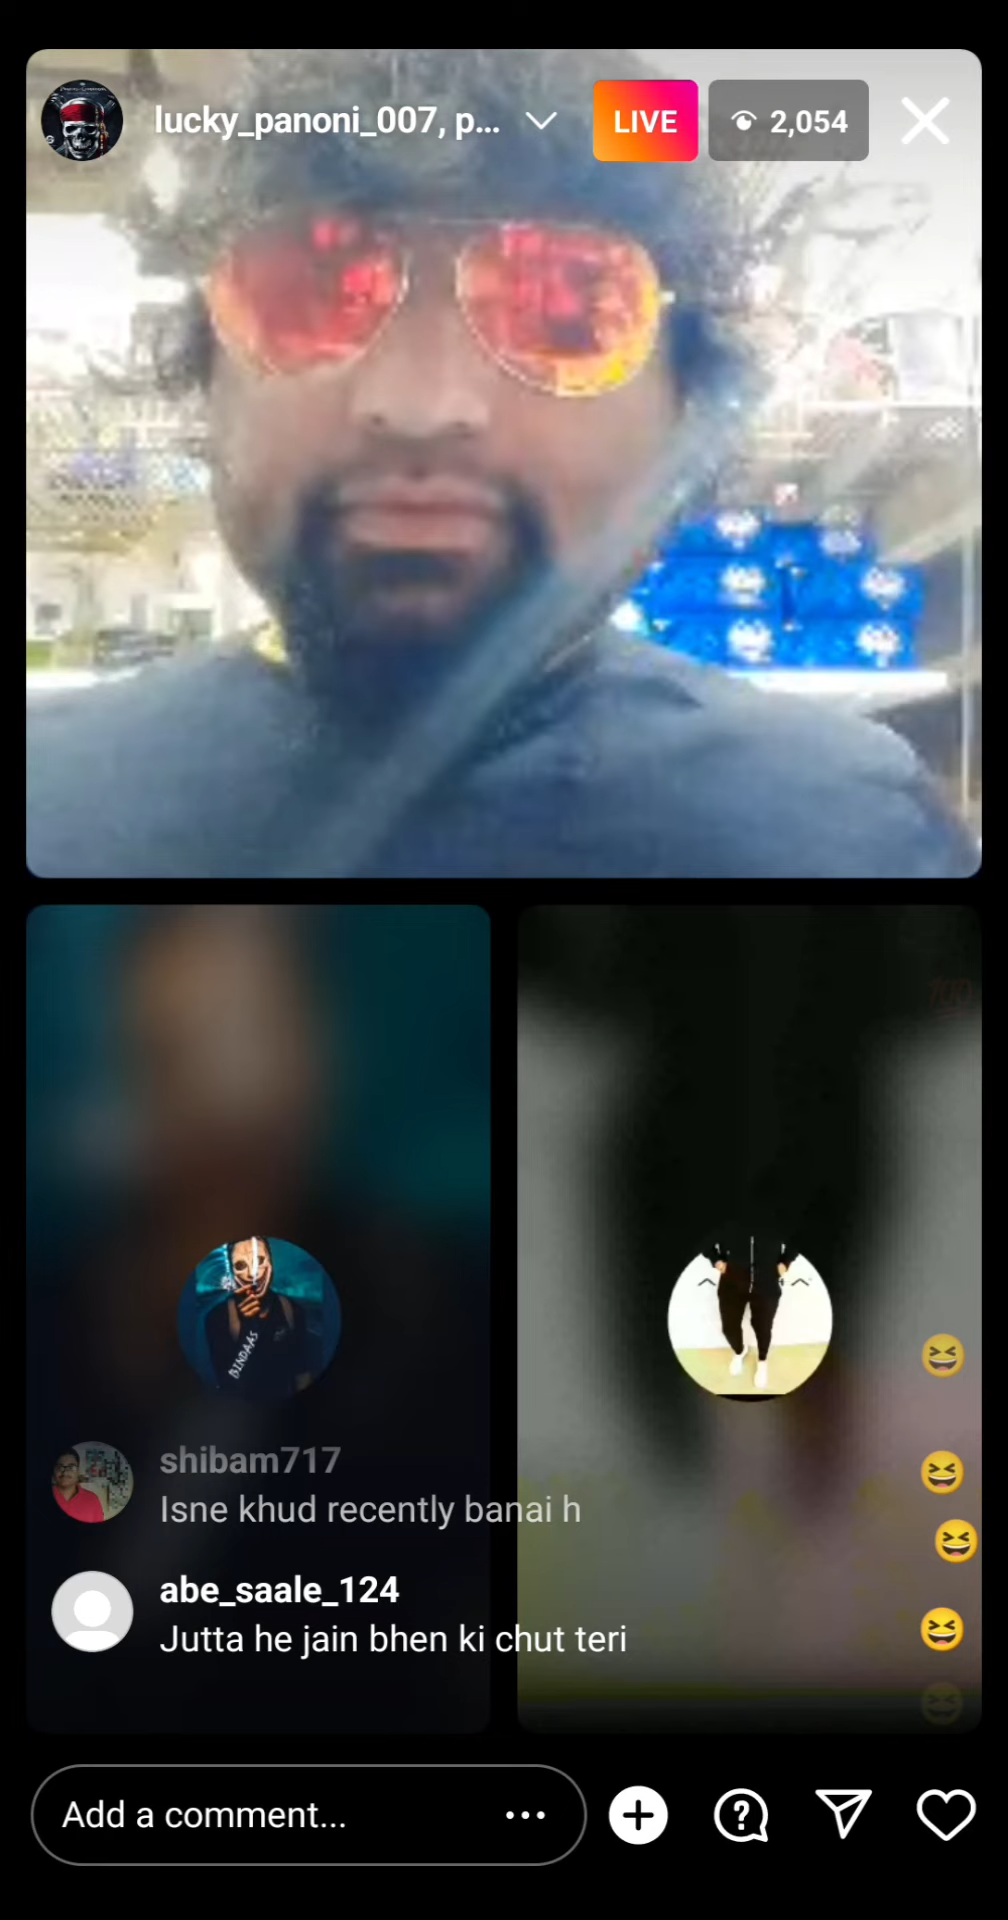 lucky_panoni_007, p...
LIVE
2,054
BINDAAS
shibam717
Isne khud recently banai h
abe_saale_124
Jutta he jain bhen ki chut teri
Add a comment...